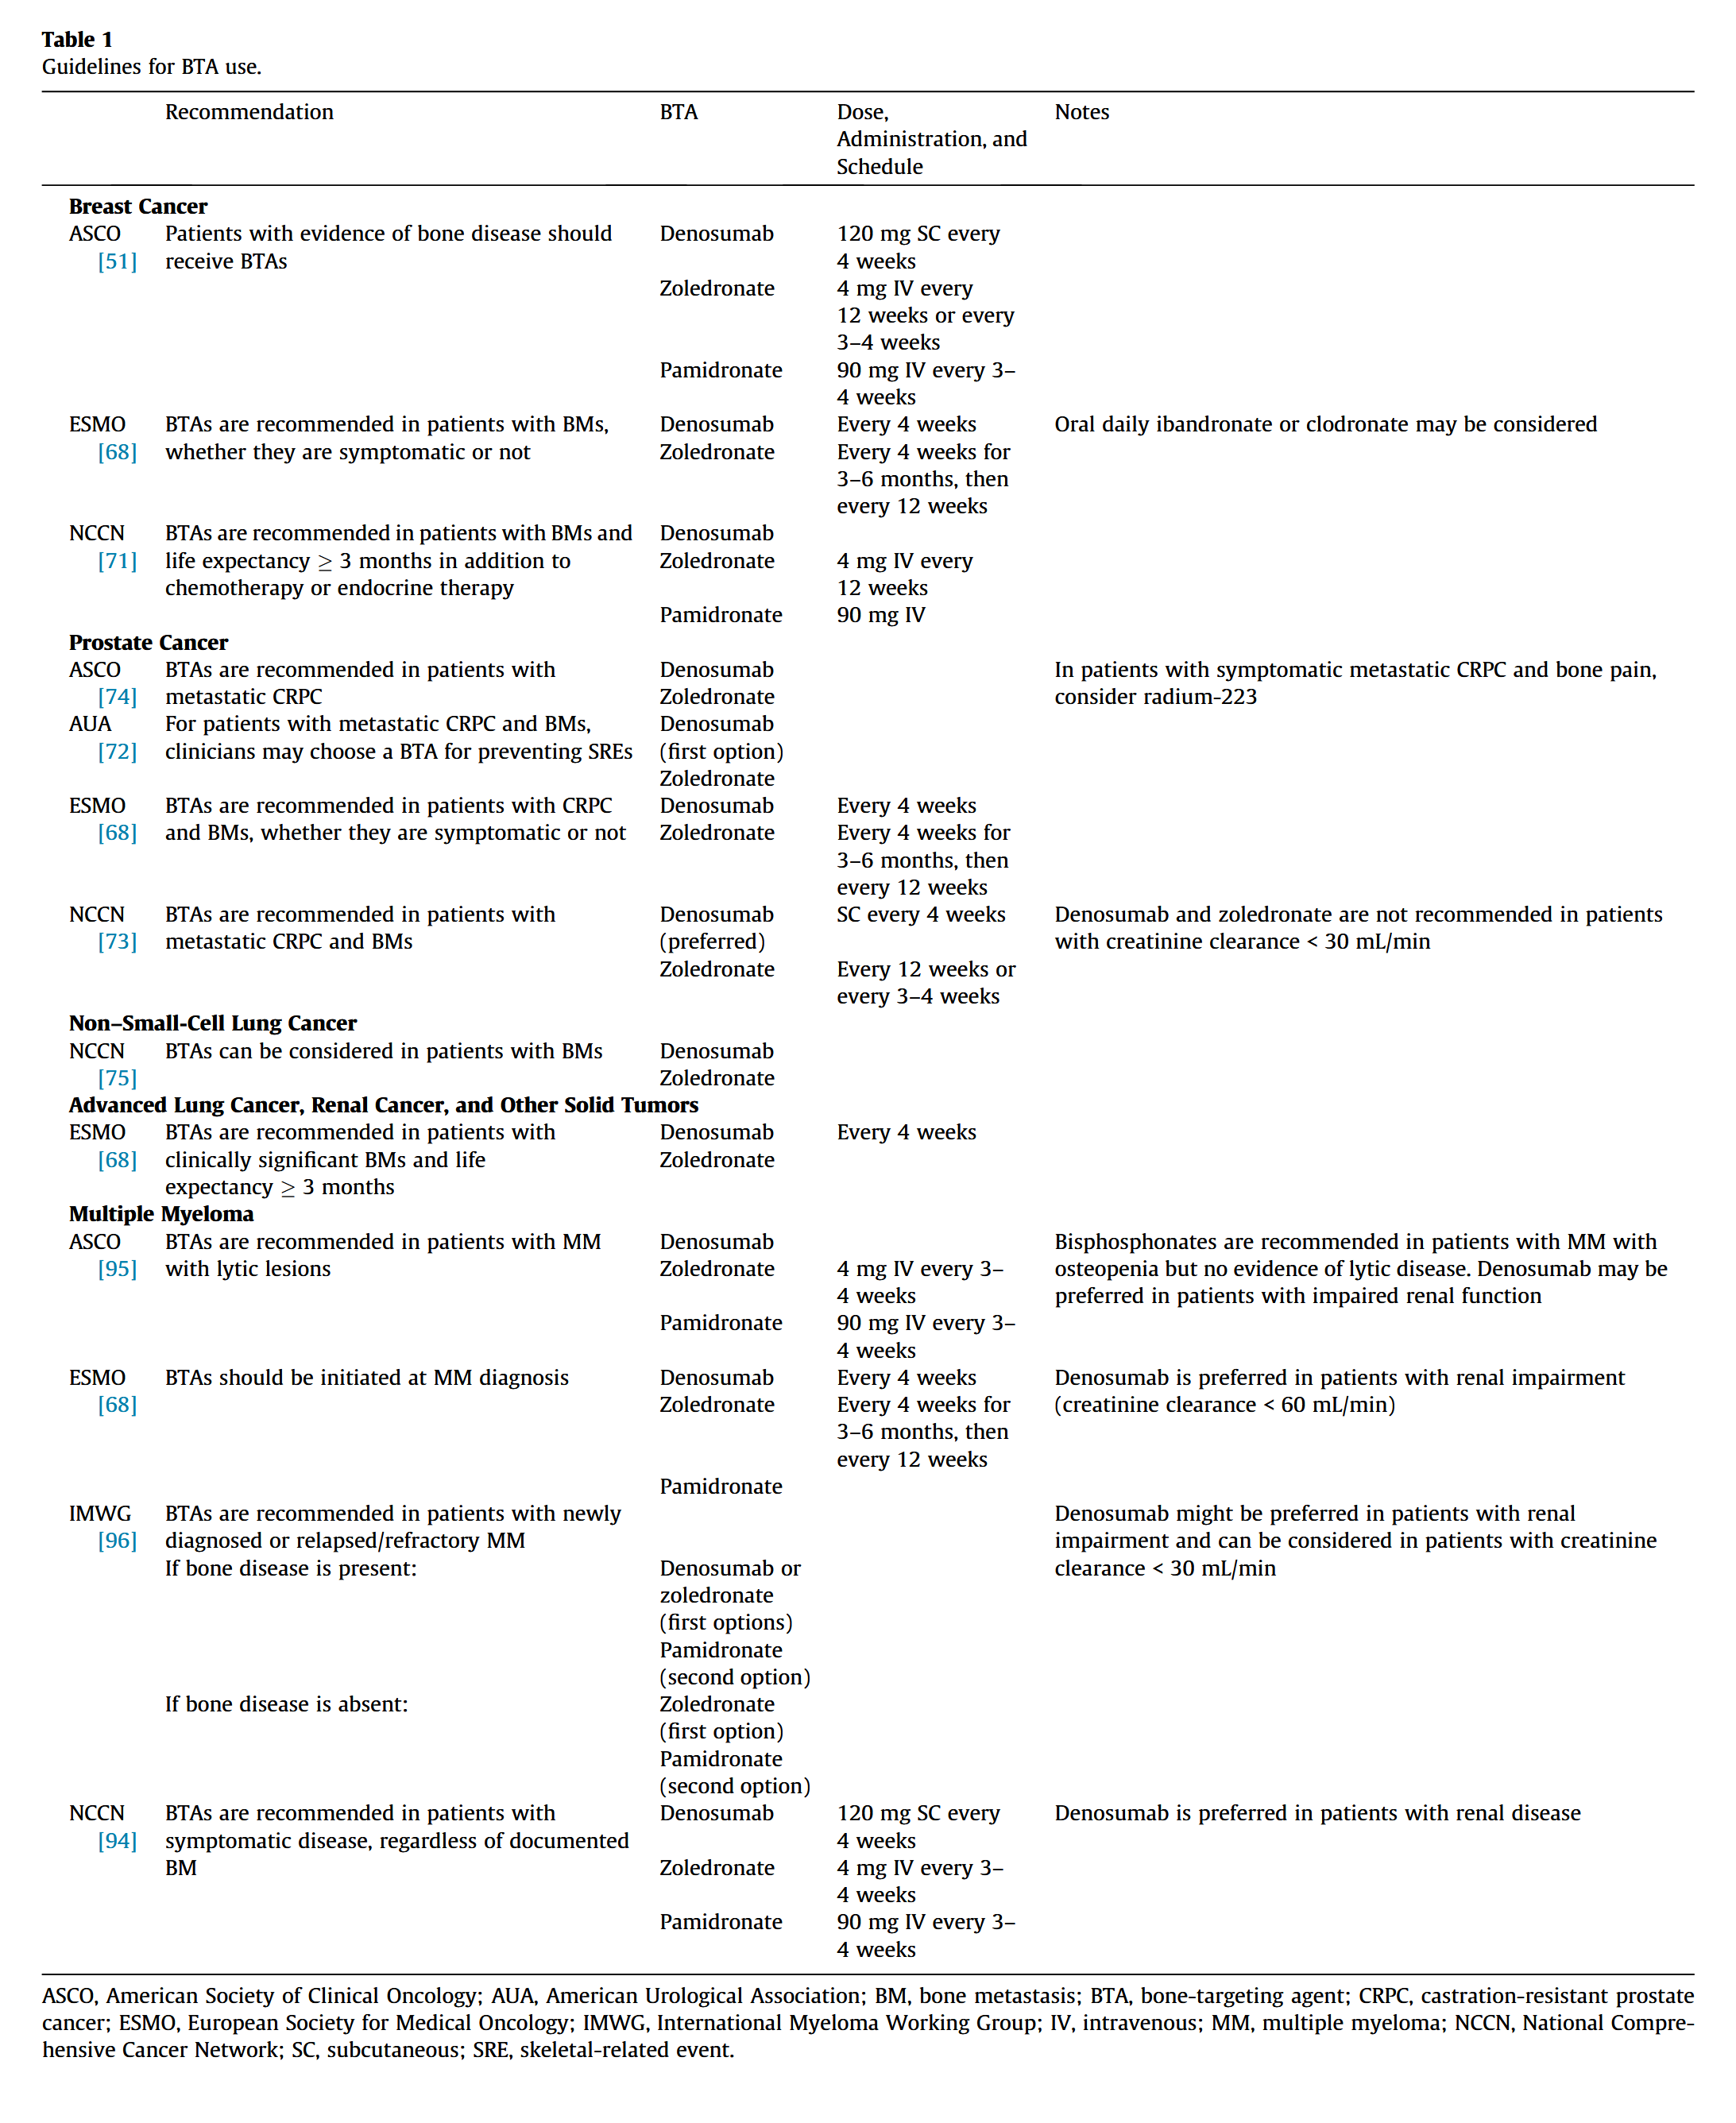 Table 1
Guidelines for BTA use.
Recommendation BTA Dose, Administration, and Schedule Notes
Breast Cancer
ASCO [51] Patients with evidence of bone disease should receive BTAs Denosumab 120 mg SC every 4 weeks
Zoledronate 4 mg IV every 12 weeks or every 3–4 weeks
Pamidronate 90 mg IV every 3–4 weeks
ESMO [68] BTAs are recommended in patients with BMs, whether they are symptomatic or not Denosumab Every 4 weeks Oral daily ibandronate or clodronate may be considered
Zoledronate Every 4 weeks for 3–6 months, then every 12 weeks
NCCN [71] BTAs are recommended in patients with BMs and life expectancy ≥ 3 months in addition to chemotherapy or endocrine therapy Denosumab
Zoledronate 4 mg IV every 12 weeks
Pamidronate 90 mg IV
Prostate Cancer
ASCO [74] BTAs are recommended in patients with metastatic CRPC Denosumab In patients with symptomatic metastatic CRPC and bone pain, consider radium-223
Zoledronate
AUA [72] For patients with metastatic CRPC and BMs, clinicians may choose a BTA for preventing SREs Denosumab (first option)
Zoledronate
ESMO [68] BTAs are recommended in patients with CRPC and BMs, whether they are symptomatic or not Denosumab Every 4 weeks
Zoledronate Every 4 weeks for 3–6 months, then every 12 weeks
NCCN [73] BTAs are recommended in patients with metastatic CRPC and BMs Denosumab (preferred) SC every 4 weeks Denosumab and zoledronate are not recommended in patients with creatinine clearance < 30 mL/min
Zoledronate Every 12 weeks or every 3–4 weeks
Non–Small-Cell Lung Cancer
NCCN [75] BTAs can be considered in patients with BMs Denosumab
Zoledronate
Advanced Lung Cancer, Renal Cancer, and Other Solid Tumors
ESMO [68] BTAs are recommended in patients with clinically significant BMs and life expectancy ≥ 3 months Denosumab Every 4 weeks
Zoledronate
Multiple Myeloma
ASCO [95] BTAs are recommended in patients with MM with lytic lesions Denosumab Bisphosphonates are recommended in patients with MM with osteopenia but no evidence of lytic disease. Denosumab may be preferred in patients with impaired renal function
Zoledronate 4 mg IV every 3–4 weeks
Pamidronate 90 mg IV every 3–4 weeks
ESMO [68] BTAs should be initiated at MM diagnosis Denosumab Every 4 weeks Denosumab is preferred in patients with renal impairment (creatinine clearance < 60 mL/min)
Zoledronate Every 4 weeks for 3–6 months, then every 12 weeks
Pamidronate
IMWG [96] BTAs are recommended in patients with newly diagnosed or relapsed/refractory MM Denosumab might be preferred in patients with renal impairment and can be considered in patients with creatinine clearance < 30 mL/min
If bone disease is present: Denosumab or zoledronate (first options)
Pamidronate (second option)
If bone disease is absent: Zoledronate (first option)
Pamidronate (second option)
NCCN [94] BTAs are recommended in patients with symptomatic disease, regardless of documented BM Denosumab 120 mg SC every 4 weeks Denosumab is preferred in patients with renal disease
Zoledronate 4 mg IV every 3–4 weeks
Pamidronate 90 mg IV every 3–4 weeks
ASCO, American Society of Clinical Oncology; AUA, American Urological Association; BM, bone metastasis; BTA, bone-targeting agent; CRPC, castration-resistant prostate
cancer; ESMO, European Society for Medical Oncology; IMWG, International Myeloma Working Group; IV, intravenous; MM, multiple myeloma; NCCN, National Compre-
hensive Cancer Network; SC, subcutaneous; SRE, skeletal-related event.